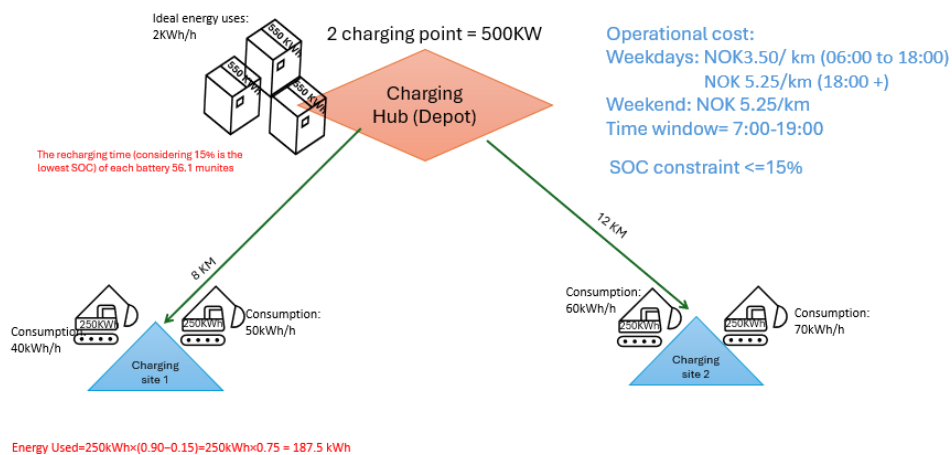 Ideal energy uses:
2KWh/h
550 KWh
550 KWh
550 KWh
2 charging point = 500KW
Charging
Hub (Depot)
Operational cost:
Weekdays: NOK3.50/ km (06:00 to 18:00)
NOK 5.25/km (18:00 +)
Weekend: NOK 5.25/km
Time window= 7:00-19:00
SOC constraint <=15%
The recharging time (considering 15% is the
lowest SOC) of each battery 56.1 munites
8 KM
12 KM
Consumption:
40kWh/h
250KWh
250KWh
Consumption:
50kWh/h
Charging
site 1
Consumption:
60kWh/h
250KWh
250KWh
Consumption:
70kWh/h
Charging
site 2
Energy Used=250kWh×(0.90–0.15)=250kWh×0.75 = 187.5 kWh